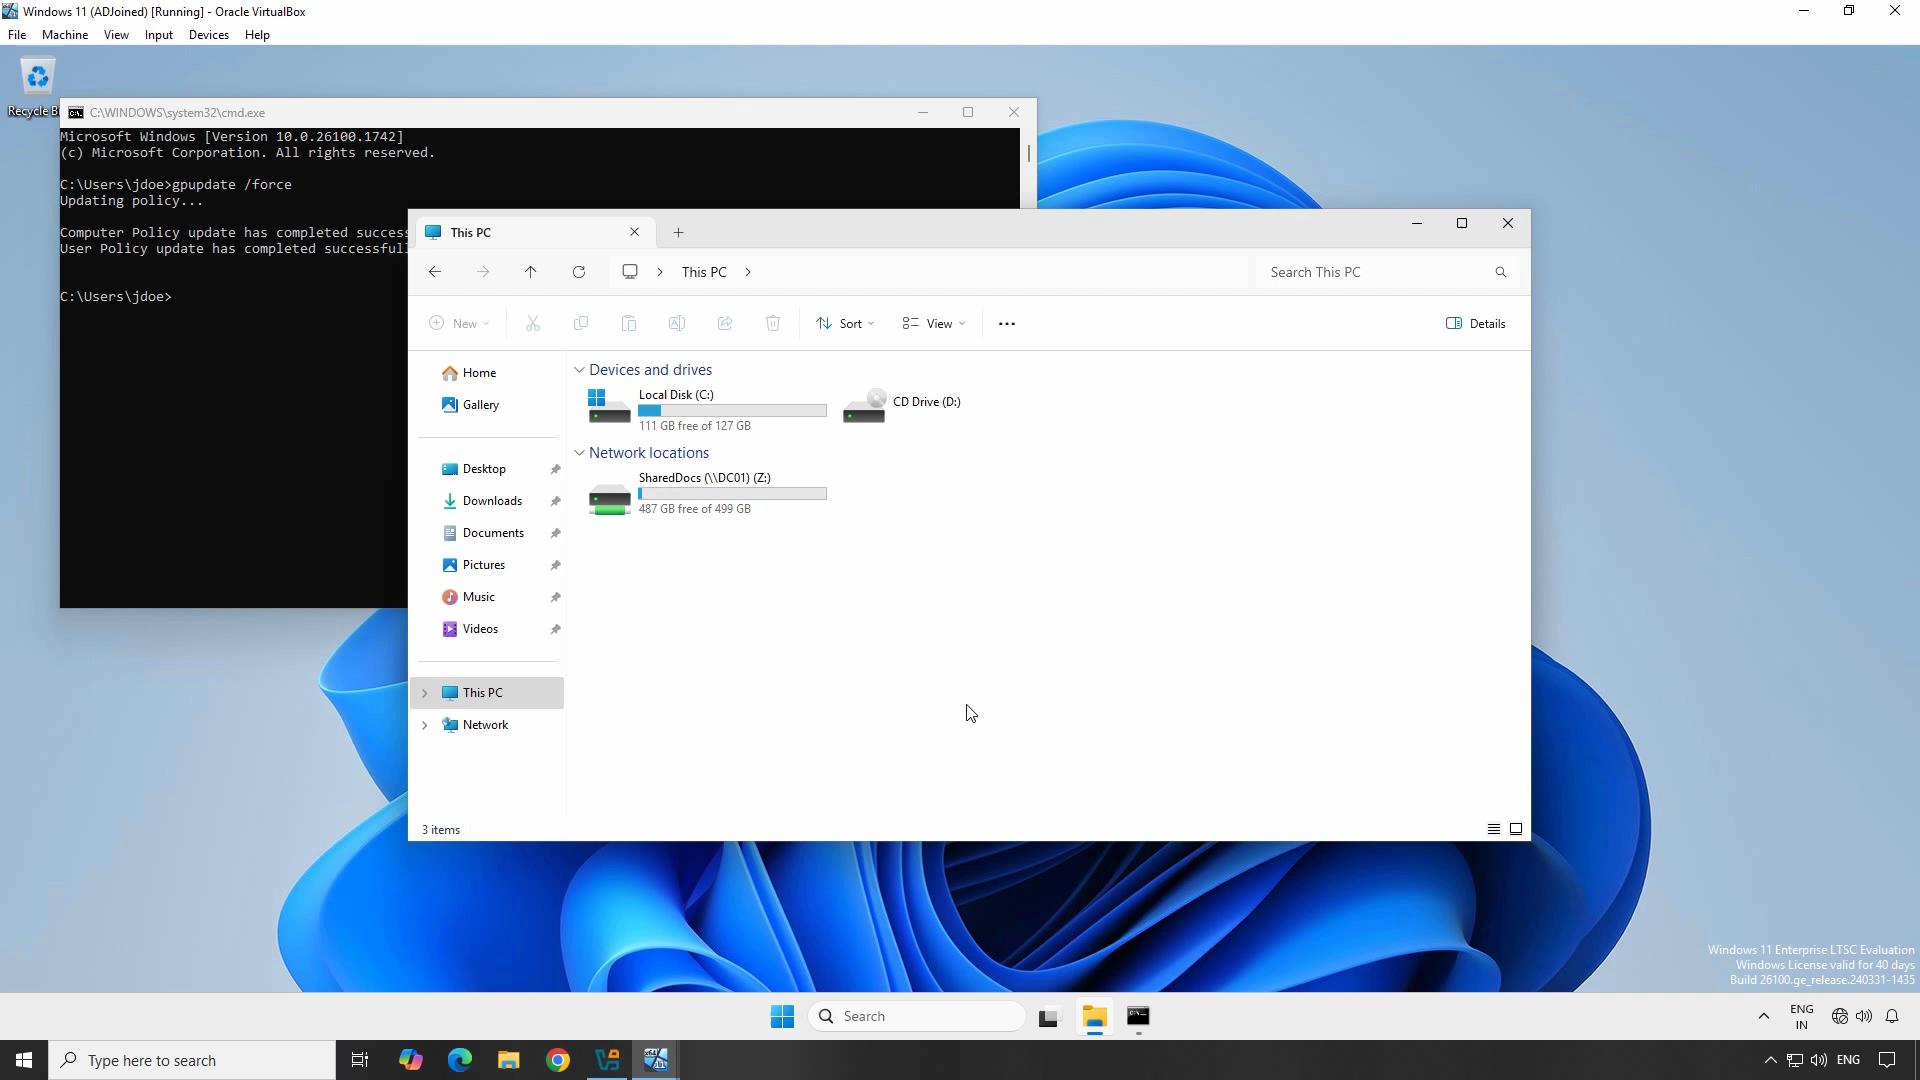 Windows 11 (ADJoined) [Running] - Oracle VirtualBox
File Machine View Input Devices Help
Recycle B
C:\WINDOWS\system32\cmd.exe
Microsoft Windows [Version 10.0.26100.1742]
(c) Microsoft Corporation. All rights reserved.
C:\Users\jdoe>gpupdate /force
Updating policy...
Computer Policy update has completed succes
User Policy update has completed successful
C:\Users\jdoe>
This PC
This PC
Search This PC
New
Sort
View
Details
Home
Gallery
Desktop
Downloads
Documents
Pictures
Music
Videos
This PC
Network
Devices and drives
Local Disk (C:)
111 GB free of 127 GB
CD Drive (D:)
Network locations
SharedDocs (\\DC01) (Z:)
487 GB free of 499 GB
3 items
Windows 11 Enterprise LTSC Evaluation
Windows License valid for 40 days
Build 26100.ge_release.240331-1435
Search
ENG
IN
Type here to search
ENG